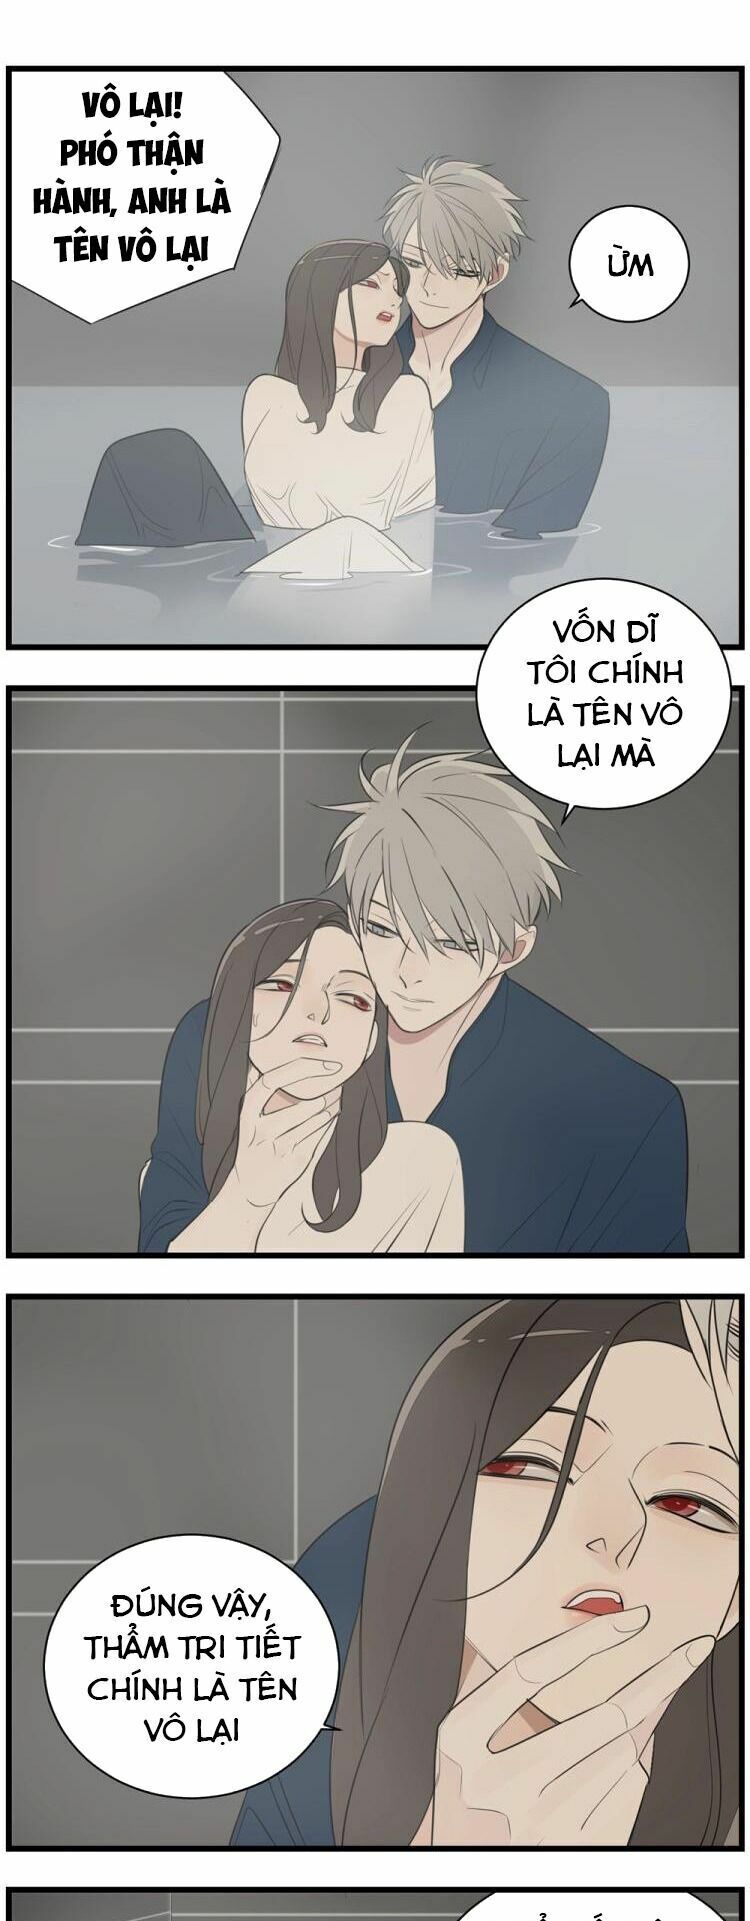 VÔ LẠI!
PHÓ THẬN
HÀNH, ANH LÀ
TÊN VÔ LẠI
ỪM
VỐN DĨ
TÔI CHÍNH
LÀ TÊN VÔ
LẠI MÀ
ĐÚNG VẬY,
THẨM TRI TIẾT
CHÍNH LÀ TÊN
VÔ LẠI